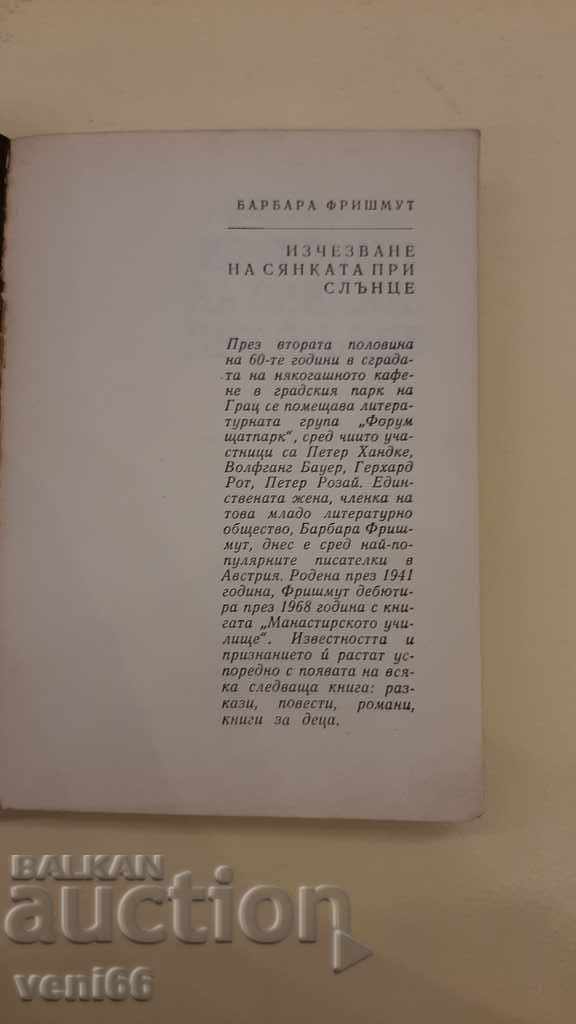 БАРБАРА ФРИШМУТ
ИЗЧЕЗВАНЕ
НА СЯНКАТА ПРИ
СЛЪНЦЕ
През втората половина
на 60-те години в сграда-
та на някогашното кафе-
не в градския парк на
Грац се помещава литера-
турната група „Форум
щатпарк“, сред чиито уча-
стници са Петер Хандке,
Волфганг Бауер, Герхард
Рот, Петер Розай. Един-
ствената жена, членка на
това младо литературно
общество, Барбара Фриш-
мут, днес е сред най-по-
пулярните писателки в
Австрия. Родена през 1941
година, Фришмут дебюти-
ра през 1968 година с кни-
гата „Манастирското учи-
лище“. Известността и
признанието ѝ растат ус-
поредно с появата на вся-
ка следваща книга: раз-
кази, повести, романи,
книги за деца.
BALKAN
auction
veni66